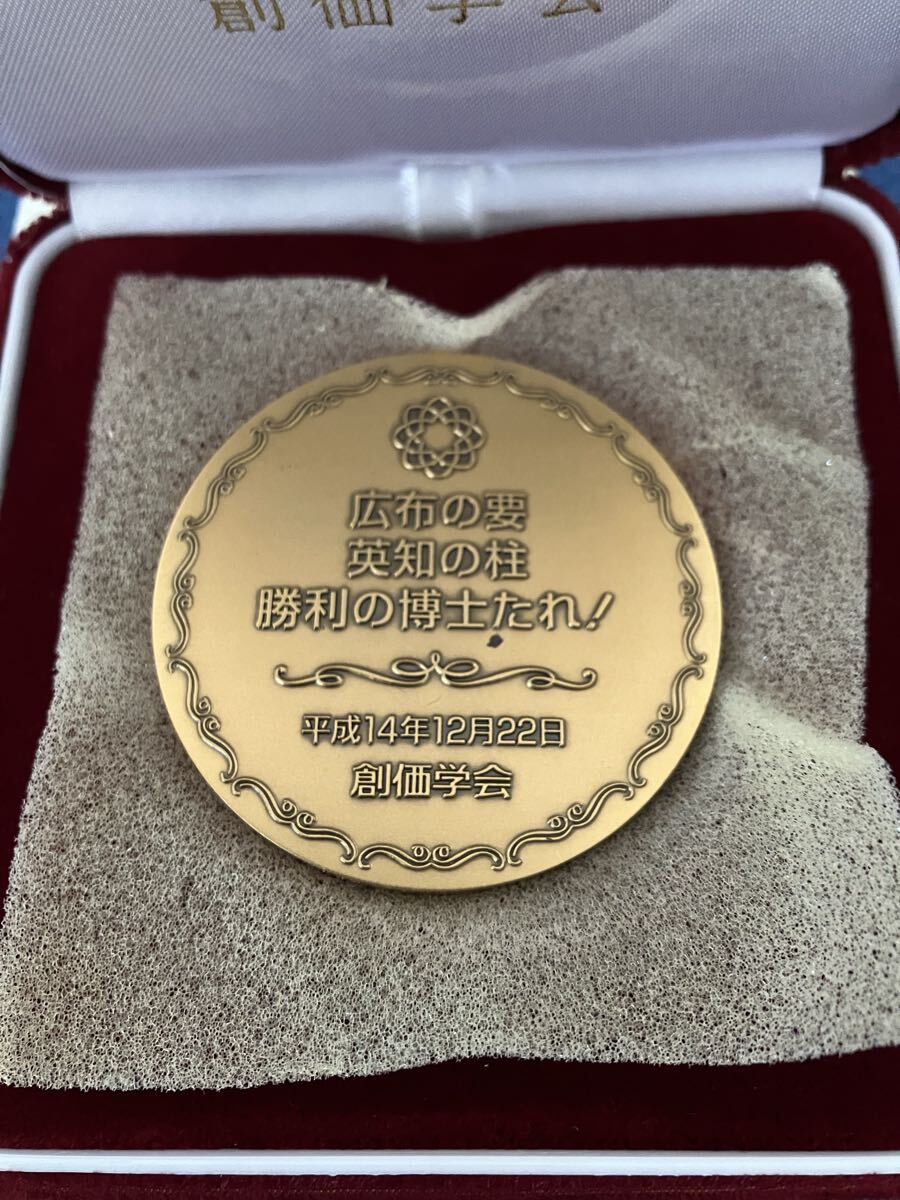 創価学会
広布の要
英知の柱
勝利の博士たれ!
平成14年12月22日
創価学会